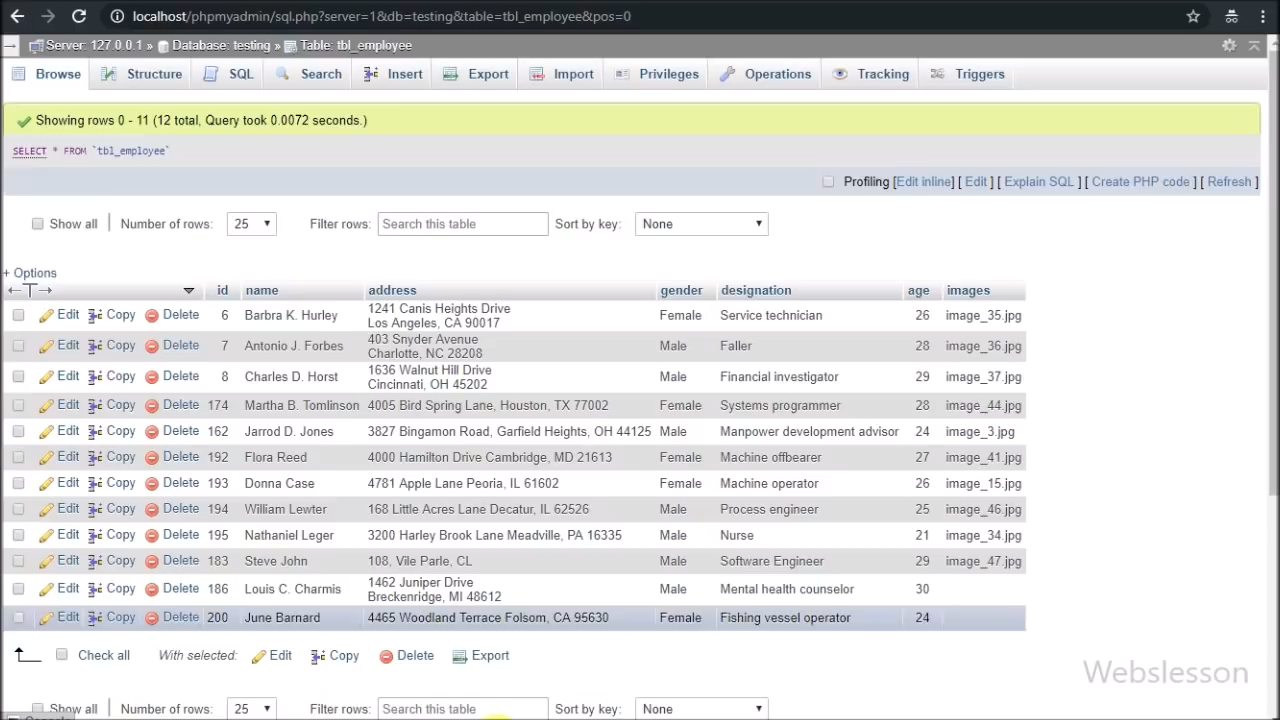 localhost/phpmyadmin/sql.php?server=1&db=testing&table=tbl_employee&pos=0
Server: 127.0.0.1 » Database: testing » Table: tbl_employee
Browse Structure SQL Search Insert Export Import Privileges Operations Tracking Triggers
Showing rows 0 - 11 (12 total, Query took 0.0072 seconds.)
SELECT * FROM `tbl_employee`
Profiling [Edit inline] [ Edit ] [ Explain SQL ] [ Create PHP code ] [ Refresh ]
Show all Number of rows: 25 Filter rows: Search this table Sort by key: None
+ Options
←T→ id name address gender designation age images
Edit Copy Delete 6 Barbra K. Hurley 1241 Canis Heights Drive Female Service technician 26 image_35.jpg
Los Angeles, CA 90017
Edit Copy Delete 7 Antonio J. Forbes 403 Snyder Avenue Male Faller 28 image_36.jpg
Charlotte, NC 28208
Edit Copy Delete 8 Charles D. Horst 1636 Walnut Hill Drive Male Financial investigator 29 image_37.jpg
Cincinnati, OH 45202
Edit Copy Delete 174 Martha B. Tomlinson 4005 Bird Spring Lane, Houston, TX 77002 Female Systems programmer 28 image_44.jpg
Edit Copy Delete 162 Jarrod D. Jones 3827 Bingamon Road, Garfield Heights, OH 44125 Male Manpower development advisor 24 image_3.jpg
Edit Copy Delete 192 Flora Reed 4000 Hamilton Drive Cambridge, MD 21613 Female Machine offbearer 27 image_41.jpg
Edit Copy Delete 193 Donna Case 4781 Apple Lane Peoria, IL 61602 Female Machine operator 26 image_15.jpg
Edit Copy Delete 194 William Lewter 168 Little Acres Lane Decatur, IL 62526 Male Process engineer 25 image_46.jpg
Edit Copy Delete 195 Nathaniel Leger 3200 Harley Brook Lane Meadville, PA 16335 Male Nurse 21 image_34.jpg
Edit Copy Delete 183 Steve John 108, Vile Parle, CL Male Software Engineer 29 image_47.jpg
Edit Copy Delete 186 Louis C. Charmis 1462 Juniper Drive Male Mental health counselor 30
Breckenridge, MI 48612
Edit Copy Delete 200 June Barnard 4465 Woodland Terrace Folsom, CA 95630 Female Fishing vessel operator 24
Check all With selected: Edit Copy Delete Export
Webslesson
Show all Number of rows: 25 Filter rows: Search this table Sort by key: None